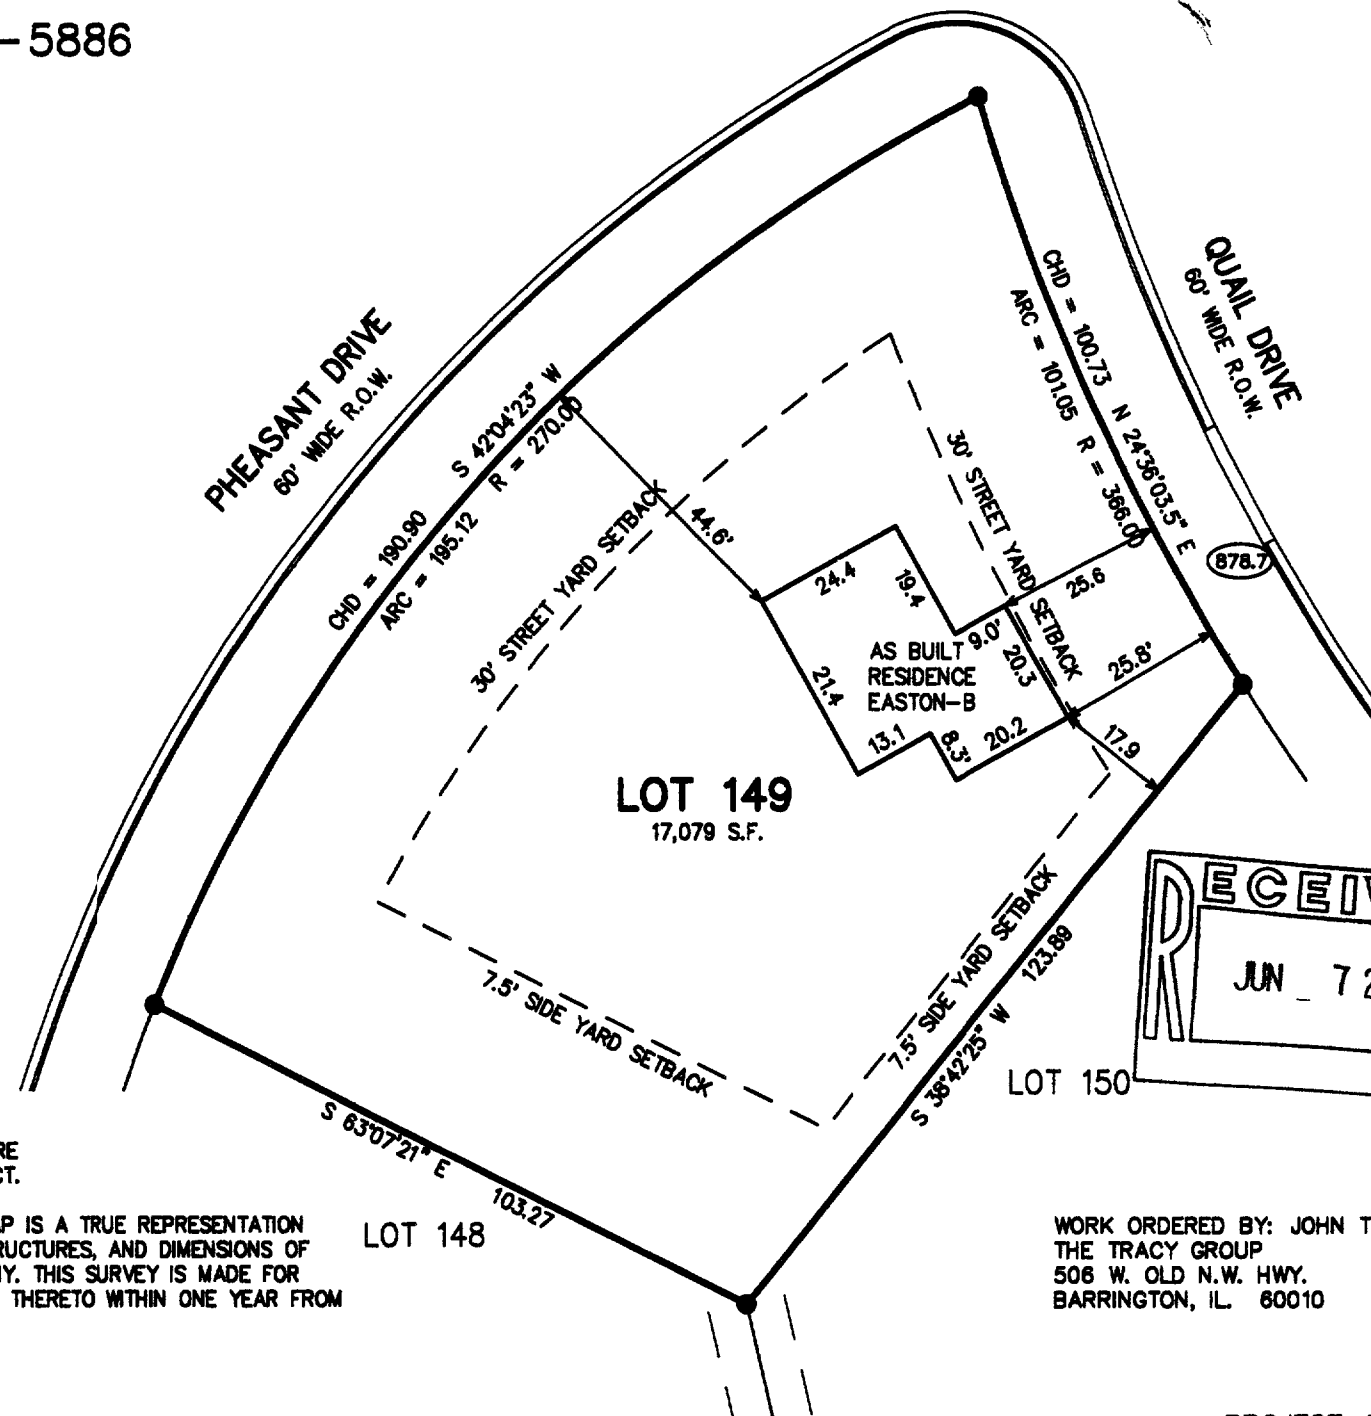 -5886
PHEASANT DRIVE
60' WIDE R.O.W.
QUAIL DRIVE
60' WIDE R.O.W.
S 42°04'23" W
R = 270.00
CHD = 190.90
ARC = 195.12
CHD = 100.73 N 24°36'03.5" E
ARC = 101.05 R = 366.00
30' STREET YARD SETBACK
30' STREET YARD SETBACK
44.6'
24.4
19.4
9.0'
20.3
25.6
25.8'
878.7
21.4
13.1
8.3'
20.2
17.9
AS BUILT
RESIDENCE
EASTON-B
LOT 149
17,079 S.F.
7.5' SIDE YARD SETBACK
7.5' SIDE YARD SETBACK
S 38°42'25" W 123.89
LOT 150
RECEIV
JUN _ 7 2
S 63°07'21" E 103.27
LOT 148
RE
CT.
AP IS A TRUE REPRESENTATION
RUCTURES, AND DIMENSIONS OF
NY. THIS SURVEY IS MADE FOR
THERETO WITHIN ONE YEAR FROM
WORK ORDERED BY: JOHN T
THE TRACY GROUP
506 W. OLD N.W. HWY.
BARRINGTON, IL. 60010